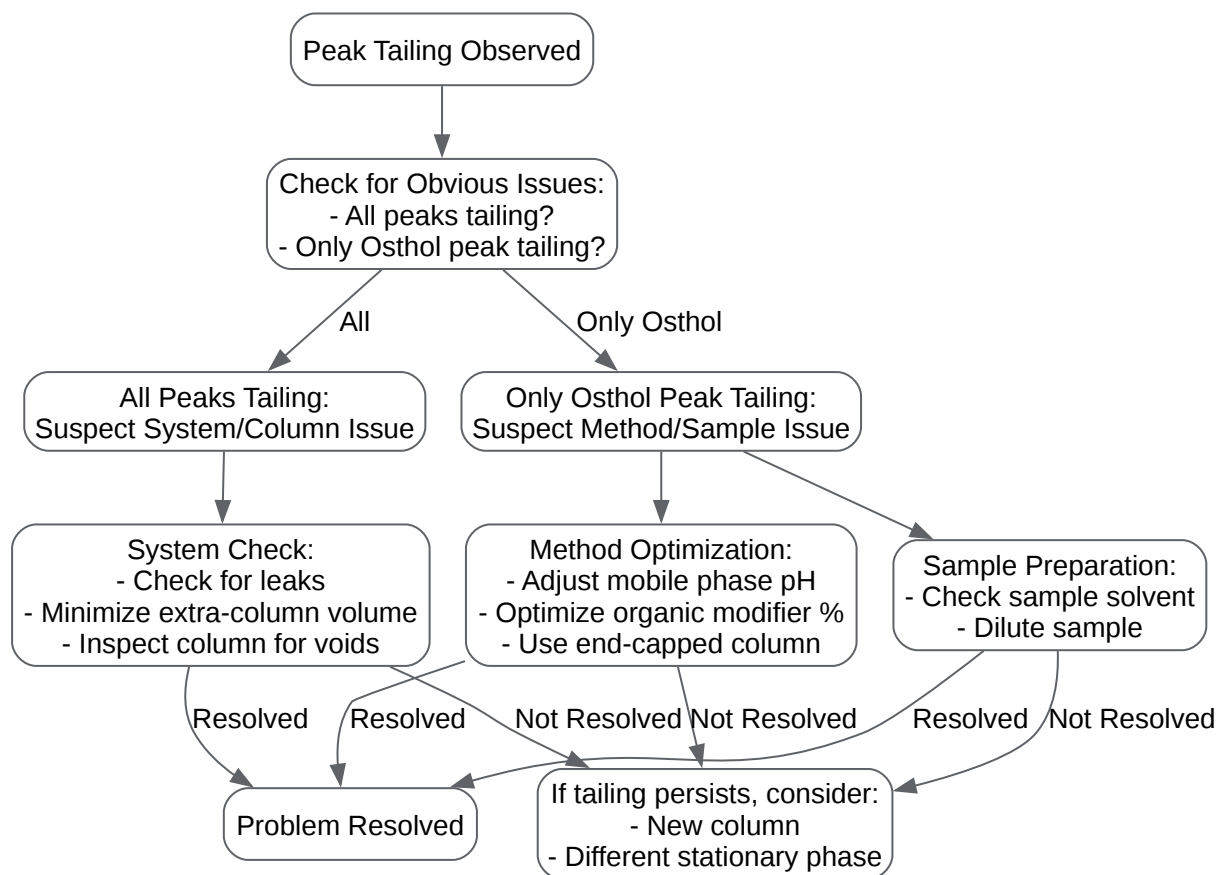 Peak Tailing Observed
Check for Obvious Issues:
- All peaks tailing?
- Only Osthol peak tailing?
All
Only Osthol
All Peaks Tailing:
Suspect System/Column Issue
Only Osthol Peak Tailing:
Suspect Method/Sample Issue
System Check:
- Check for leaks
- Minimize extra-column volume
- Inspect column for voids
Method Optimization:
- Adjust mobile phase pH
- Optimize organic modifier %
- Use end-capped column
Sample Preparation:
- Check sample solvent
- Dilute sample
Resolved
Resolved
Not Resolved
Not Resolved
Resolved
Not Resolved
Problem Resolved
If tailing persists, consider:
- New column
- Different stationary phase